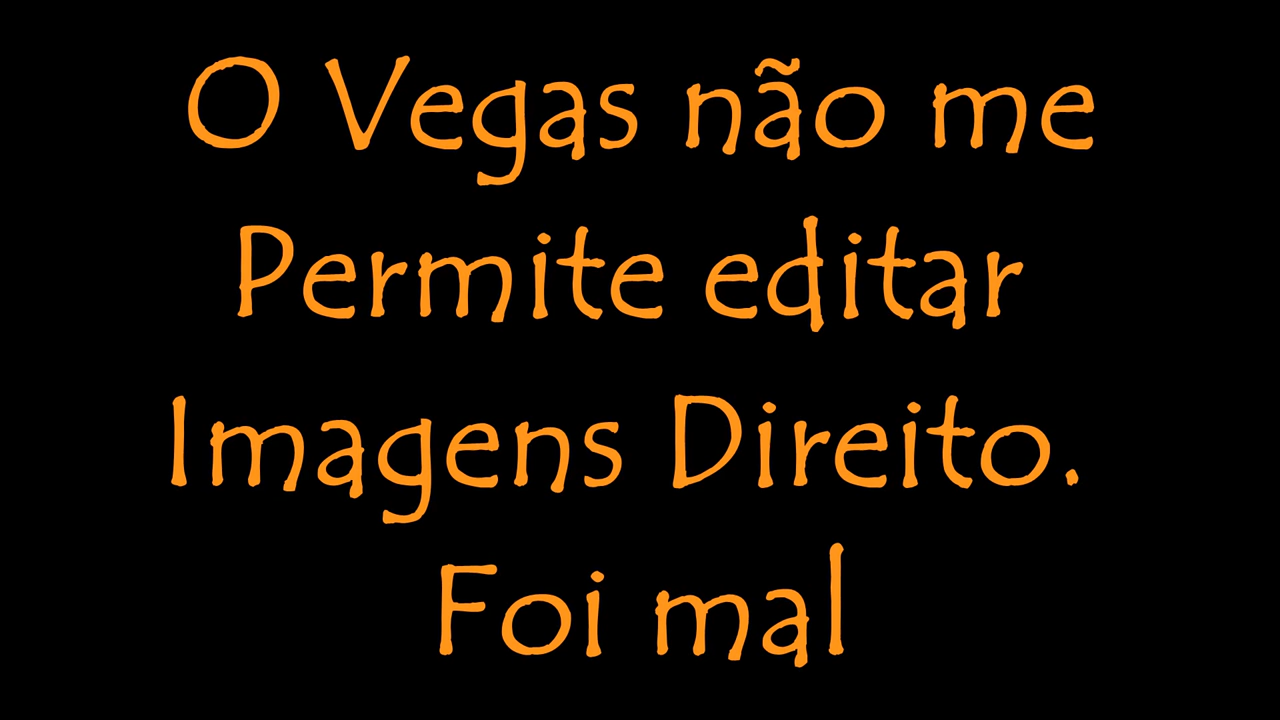 O Vegas não me
Permite editar
Imagens Direito.
Foi mal